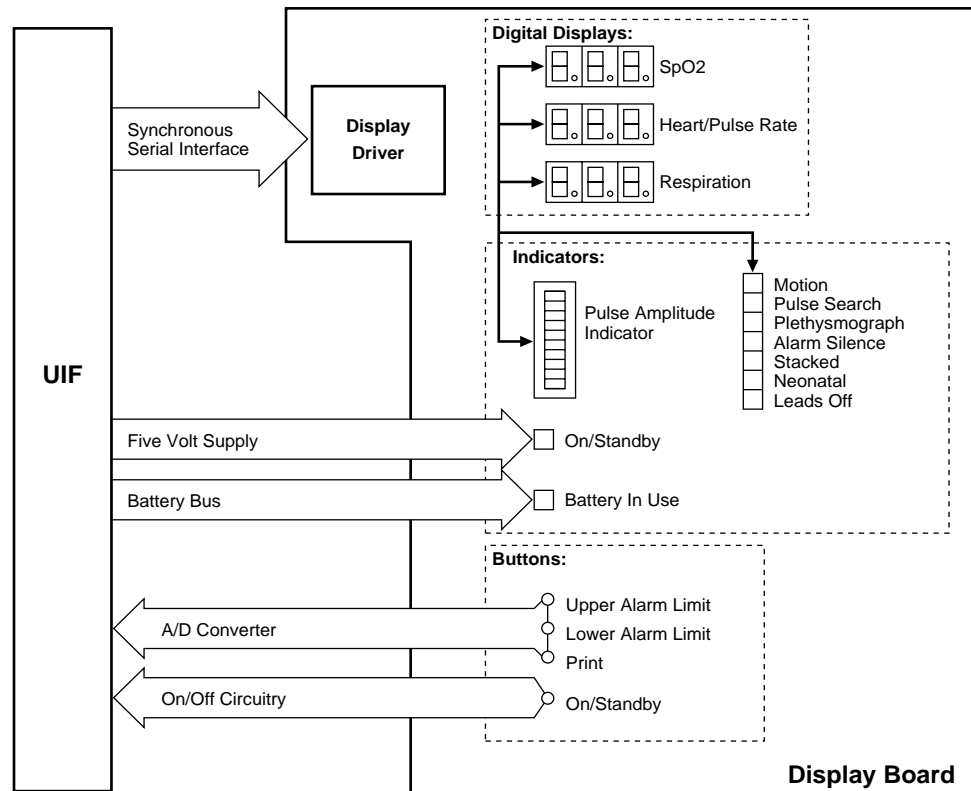 UIF
Synchronous
Serial Interface
Display
Driver
Digital Displays:
SpO2
Heart/Pulse Rate
Respiration
Indicators:
Pulse Amplitude
Indicator
Motion
Pulse Search
Plethysmograph
Alarm Silence
Stacked
Neonatal
Leads Off
Five Volt Supply
On/Standby
Battery Bus
Battery In Use
Buttons:
Upper Alarm Limit
A/D Converter
Lower Alarm Limit
Print
On/Off Circuitry
On/Standby
Display Board